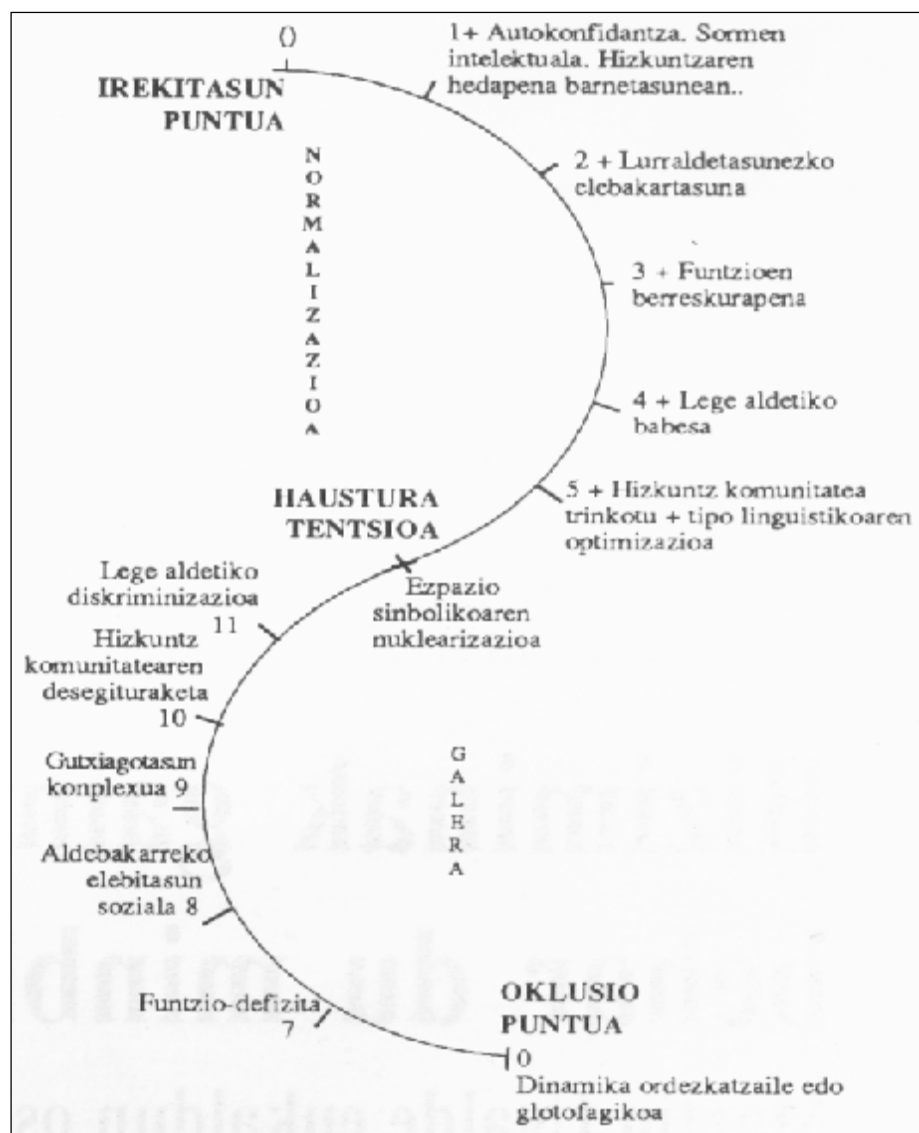 ()
IREKITASUN
PUNTUA
1+ Autokonfidantza. Sormen
intelektuala. Hizkuntzaren
hedapena barnetasunean..
NORMALIZAZIOA
2 + Lurraldetasunezko
elebakartasuna
3 + Funtzioen
berreskurapena
4 + Lege aldetiko
babesa
5 + Hizkuntz komunitatea
trinkotu + tipo linguistikoaren
optimizazioa
HAUSTURA
TENTSIOA
Ezpazio
sinbolikoaren
nuklearizazioa
Lege aldetiko
diskriminizazioa
11
Hizkuntz
komunitatearen
desegituraketa
10
Gutxiagotasun
konplexua 9
GALERA
Aldebakarreko
elebitasun
soziala 8
Funtzio-defizita
7
OKLUSIO
PUNTUA
0
Dinamika ordezkatzaile edo
glotofagikoa